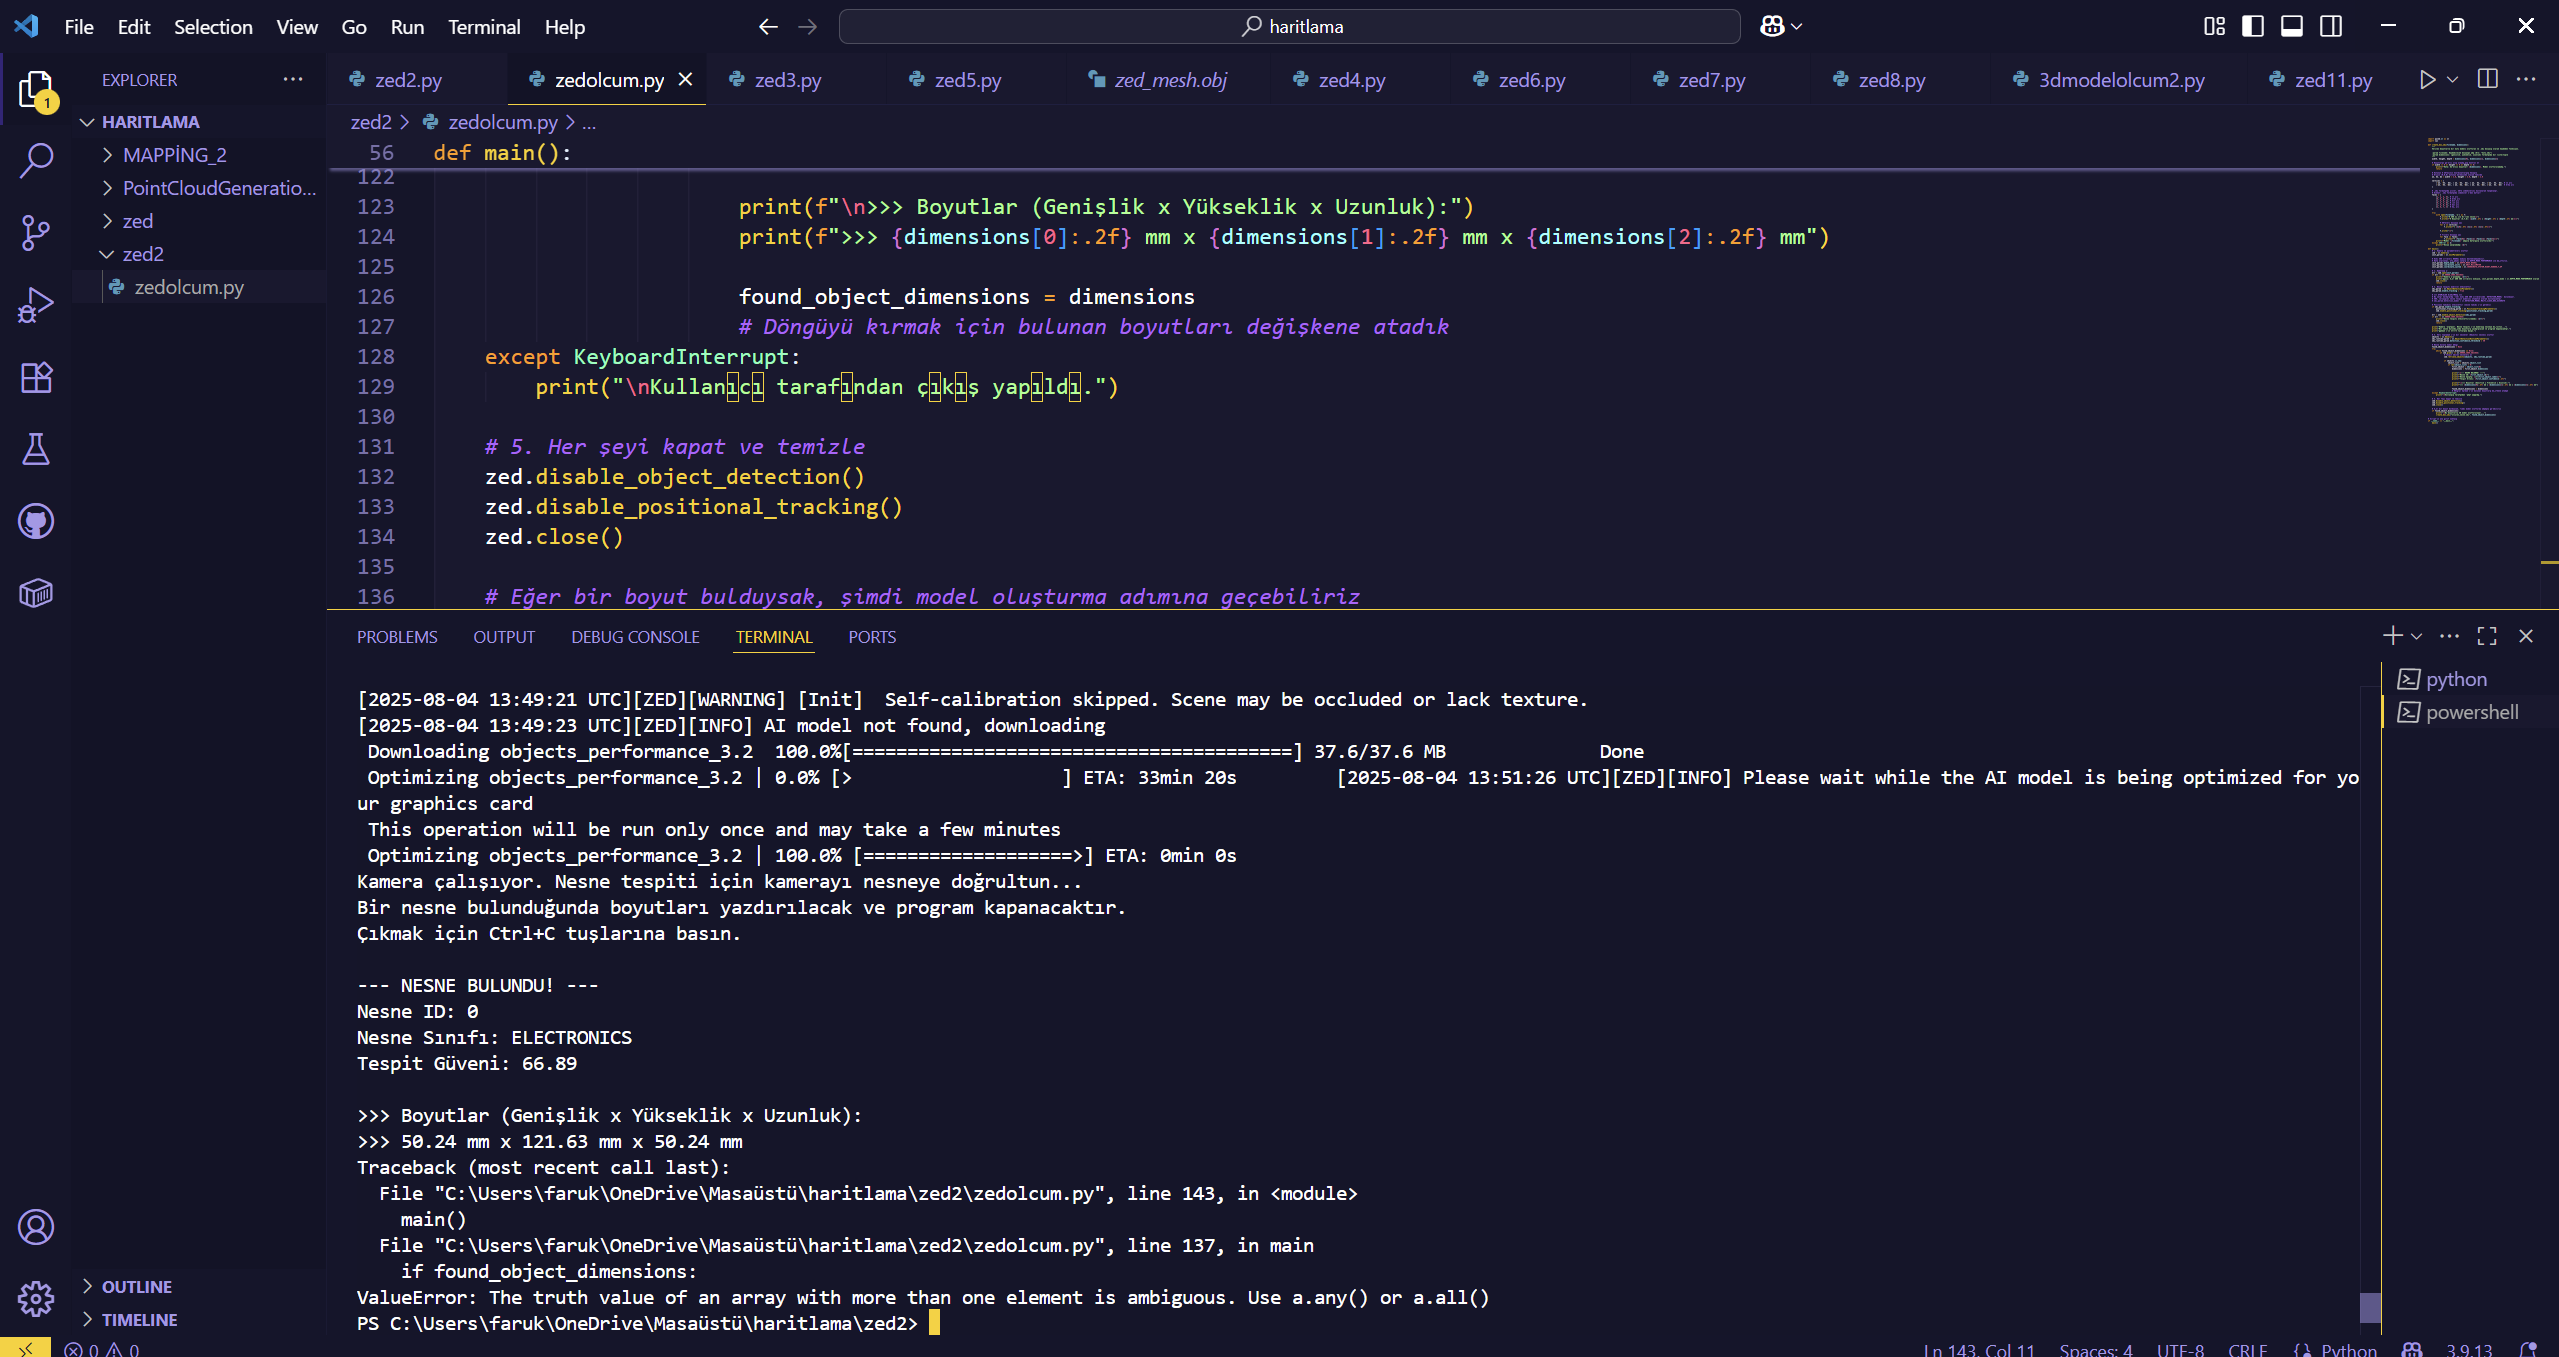 File Edit Selection View Go Run Terminal Help
haritlama
EXPLORER
zed2.py zedolcum.py zed3.py zed5.py zed_mesh.obj zed4.py zed6.py zed7.py zed8.py 3dmodelolcum2.py zed11.py
1
HARITLAMA
MAPPİNG_2
PointCloudGeneratio...
zed
zed2
zedolcum.py
OUTLINE
TIMELINE
zed2 > zedolcum.py > ...
56 def main():
122
123 print(f"\n>>> Boyutlar (Genişlik x Yükseklik x Uzunluk):")
124 print(f">>> {dimensions[0]:.2f} mm x {dimensions[1]:.2f} mm x {dimensions[2]:.2f} mm")
125
126 found_object_dimensions = dimensions
127 # Döngüyü kırmak için bulunan boyutları değişkene atadık
128 except KeyboardInterrupt:
129 print("\nKullanıcı tarafından çıkış yapıldı.")
130
131 # 5. Her şeyi kapat ve temizle
132 zed.disable_object_detection()
133 zed.disable_positional_tracking()
134 zed.close()
135
136 # Eğer bir boyut bulduysak, şimdi model oluşturma adımına geçebiliriz
PROBLEMS OUTPUT DEBUG CONSOLE TERMINAL PORTS
python
powershell
[2025-08-04 13:49:21 UTC][ZED][WARNING] [Init]  Self-calibration skipped. Scene may be occluded or lack texture.
[2025-08-04 13:49:23 UTC][ZED][INFO] AI model not found, downloading
Downloading objects_performance_3.2  100.0%[========================================] 37.6/37.6 MB Done
Optimizing objects_performance_3.2 | 0.0% [> ] ETA: 33min 20s [2025-08-04 13:51:26 UTC][ZED][INFO] Please wait while the AI model is being optimized for yo
ur graphics card
This operation will be run only once and may take a few minutes
Optimizing objects_performance_3.2 | 100.0% [===================>] ETA: 0min 0s
Kamera çalışıyor. Nesne tespiti için kamerayı nesneye doğrultun...
Bir nesne bulunduğunda boyutları yazdırılacak ve program kapanacaktır.
Çıkmak için Ctrl+C tuşlarına basın.
--- NESNE BULUNDU! ---
Nesne ID: 0
Nesne Sınıfı: ELECTRONICS
Tespit Güveni: 66.89
>>> Boyutlar (Genişlik x Yükseklik x Uzunluk):
>>> 50.24 mm x 121.63 mm x 50.24 mm
Traceback (most recent call last):
File "C:\Users\faruk\OneDrive\Masaüstü\haritlama\zed2\zedolcum.py", line 143, in <module>
main()
File "C:\Users\faruk\OneDrive\Masaüstü\haritlama\zed2\zedolcum.py", line 137, in main
if found_object_dimensions:
ValueError: The truth value of an array with more than one element is ambiguous. Use a.any() or a.all()
PS C:\Users\faruk\OneDrive\Masaüstü\haritlama\zed2>
0 0 Ln 143, Col 11 Spaces: 4 UTF-8 CRLF Python 3.9.13